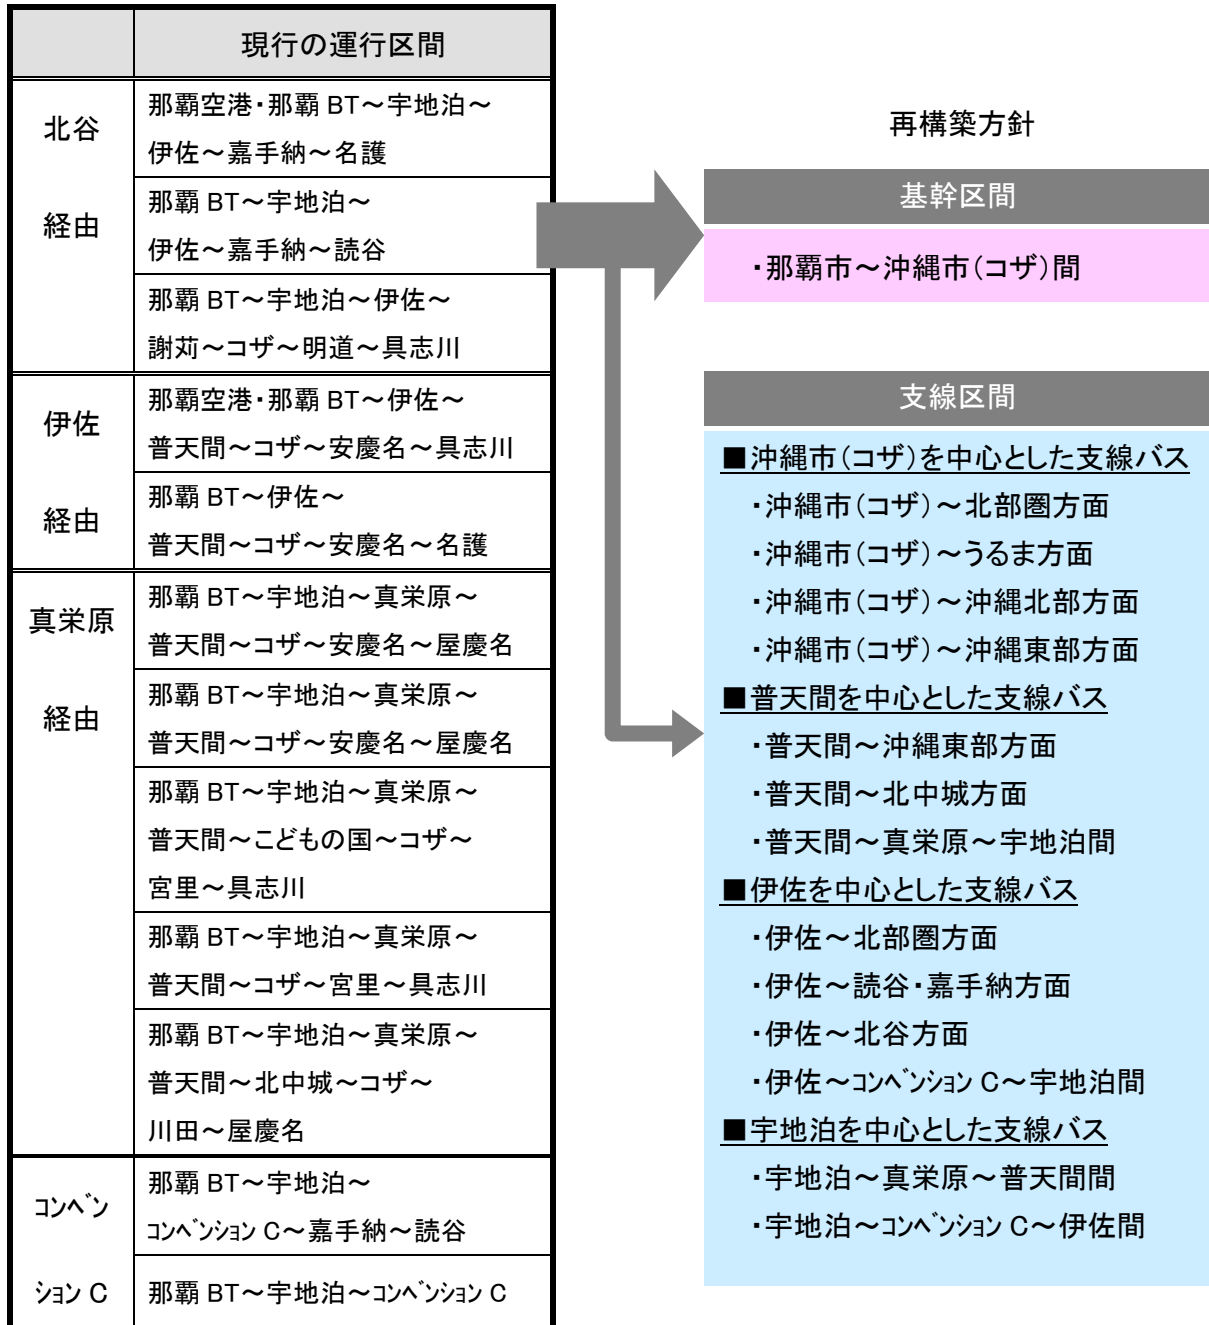 現行の運行区間
北谷
経由
那覇空港・那覇 BT～宇地泊～
伊佐～嘉手納～名護
那覇 BT～宇地泊～
伊佐～嘉手納～読谷
那覇 BT～宇地泊～伊佐～
謝苅～コザ～明道～具志川
伊佐
経由
那覇空港・那覇 BT～伊佐～
普天間～コザ～安慶名～具志川
那覇 BT～伊佐～
普天間～コザ～安慶名～名護
真栄原
経由
那覇 BT～宇地泊～真栄原～
普天間～コザ～安慶名～屋慶名
那覇 BT～宇地泊～真栄原～
普天間～コザ～安慶名～屋慶名
那覇 BT～宇地泊～真栄原～
普天間～こどもの国～コザ～
宮里～具志川
那覇 BT～宇地泊～真栄原～
普天間～コザ～宮里～具志川
那覇 BT～宇地泊～真栄原～
普天間～北中城～コザ～
川田～屋慶名
ｺﾝﾍﾞﾝ
ｼｮﾝ C
那覇 BT～宇地泊～
ｺﾝﾍﾞﾝｼｮﾝ C～嘉手納～読谷
那覇 BT～宇地泊～ｺﾝﾍﾞﾝｼｮﾝ C
再構築方針
基幹区間
・那覇市～沖縄市（コザ）間
支線区間
■沖縄市（コザ）を中心とした支線バス
・沖縄市（コザ）～北部圏方面
・沖縄市（コザ）～うるま方面
・沖縄市（コザ）～沖縄北部方面
・沖縄市（コザ）～沖縄東部方面
■普天間を中心とした支線バス
・普天間～沖縄東部方面
・普天間～北中城方面
・普天間～真栄原～宇地泊間
■伊佐を中心とした支線バス
・伊佐～北部圏方面
・伊佐～読谷・嘉手納方面
・伊佐～北谷方面
・伊佐～ｺﾝﾍﾞﾝｼｮﾝ C～宇地泊間
■宇地泊を中心とした支線バス
・宇地泊～真栄原～普天間間
・宇地泊～ｺﾝﾍﾞﾝｼｮﾝ C～伊佐間